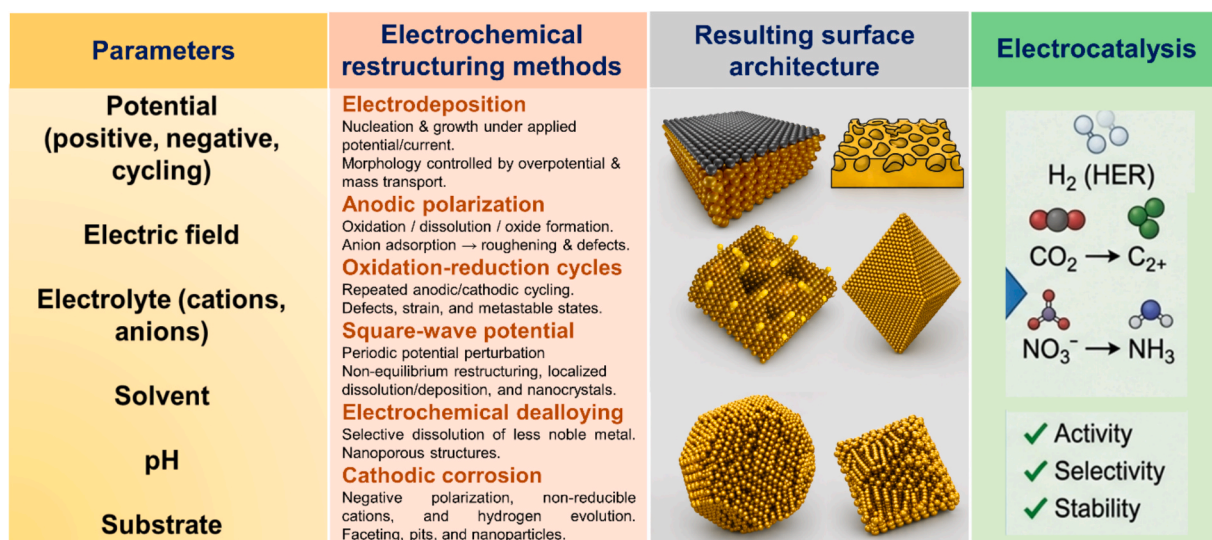 Parameters
Potential
(positive, negative,
cycling)
Electric field
Electrolyte (cations,
anions)
Solvent
pH
Substrate
Electrochemical
restructuring methods
Electrodeposition
Nucleation & growth under applied
potential/current.
Morphology controlled by overpotential &
mass transport.
Anodic polarization
Oxidation / dissolution / oxide formation.
Anion adsorption → roughening & defects.
Oxidation-reduction cycles
Repeated anodic/cathodic cycling.
Defects, strain, and metastable states.
Square-wave potential
Periodic potential perturbation
Non-equilibrium restructuring, localized
dissolution/deposition, and nanocrystals.
Electrochemical dealloying
Selective dissolution of less noble metal.
Nanoporous structures.
Cathodic corrosion
Negative polarization, non-reducible
cations, and hydrogen evolution.
Faceting, pits, and nanoparticles.
Resulting surface
architecture
Electrocatalysis
H₂ (HER)
CO₂ → C₂₊
NO₃⁻ → NH₃
✓ Activity
✓ Selectivity
✓ Stability